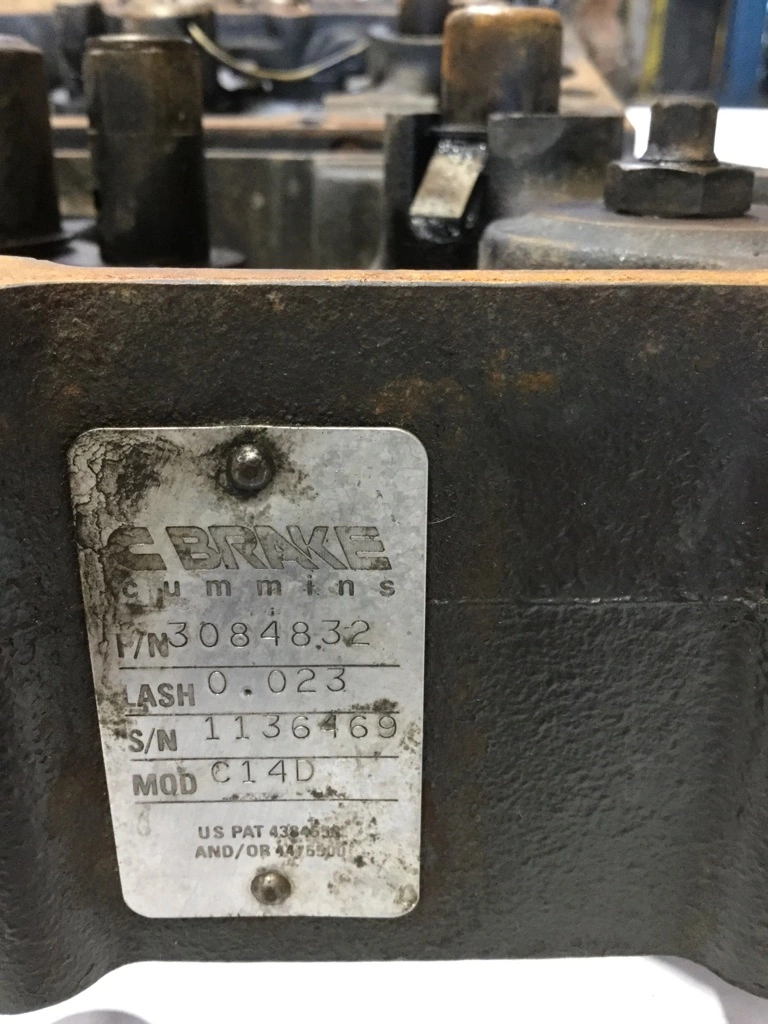 C BRAKE
cummins
P/N 3084832
LASH 0.023
S/N 1136469
MOD C14D
US PAT
AND/OR